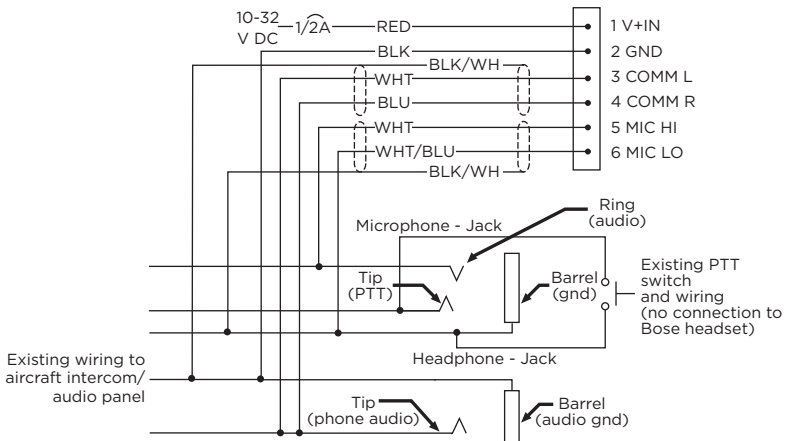 10-32
V DC
1/2A
RED
1 V+IN
BLK
2 GND
BLK/WH
WHT
3 COMM L
BLU
4 COMM R
WHT
5 MIC HI
WHT/BLU
6 MIC LO
BLK/WH
Ring
(audio)
Microphone - Jack
Tip
(PTT)
Barrel
(gnd)
Existing PTT
switch
and wiring
(no connection to
Bose headset)
Headphone - Jack
Existing wiring to
aircraft intercom/
audio panel
Tip
(phone audio)
Barrel
(audio gnd)